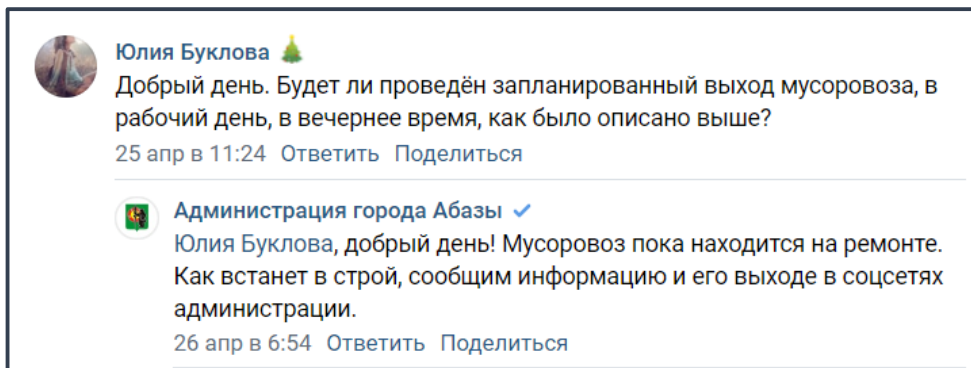 Юлия Буклова 🎄
Добрый день. Будет ли проведён запланированный выход мусоровоза, в
рабочий день, в вечернее время, как было описано выше?
25 апр в 11:24 Ответить Поделиться
Администрация города Абазы
Юлия Буклова, добрый день! Мусоровоз пока находится на ремонте.
Как встанет в строй, сообщим информацию и его выходе в соцсетях
администрации.
26 апр в 6:54 Ответить Поделиться